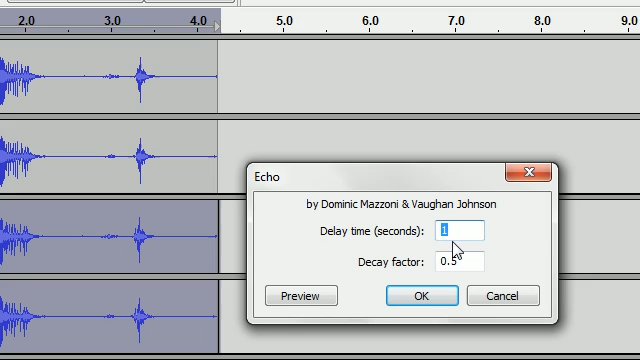 2.0 3.0 4.0 5.0 6.0 7.0 8.0 9.0
Echo
by Dominic Mazzoni & Vaughan Johnson
Delay time (seconds): 1
Decay factor: 0.5
Preview OK Cancel